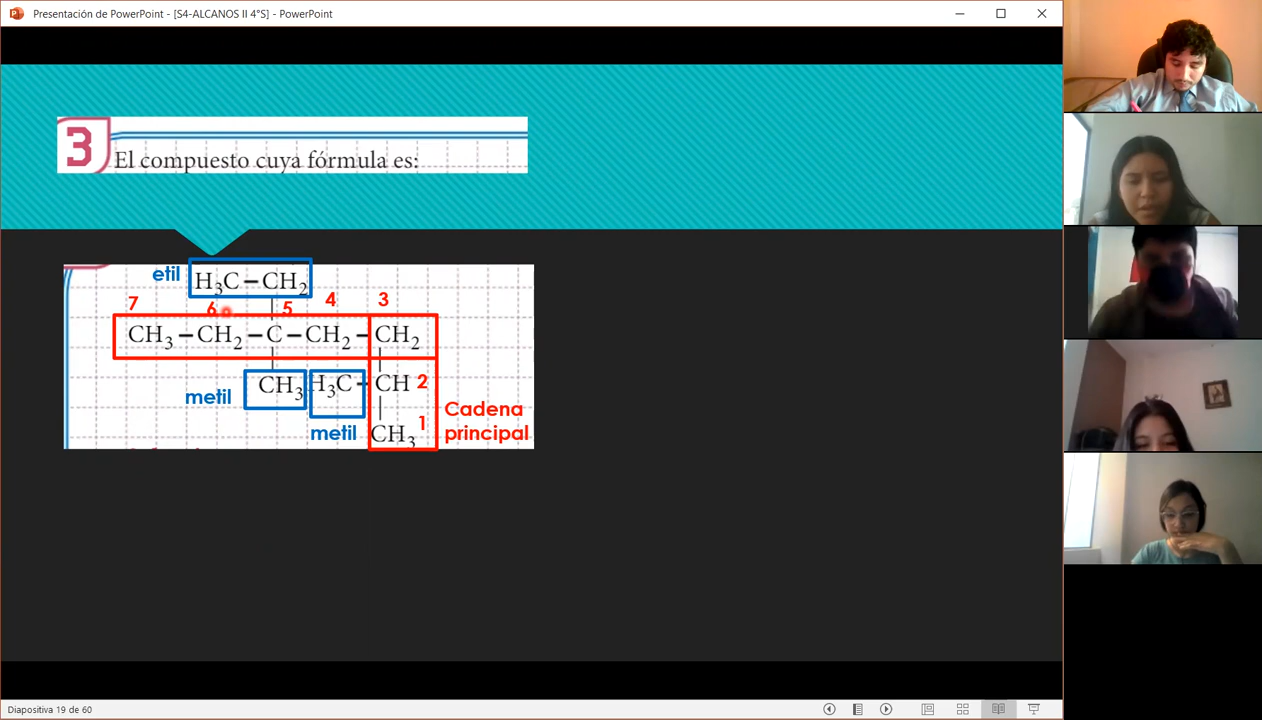 Presentación de PowerPoint - [S4-ALCANOS II 4°S] - PowerPoint
3
El compuesto cuya fórmula es:
etil
H₃C–CH₂
7 6 5 4 3
CH₃–CH₂–C–CH₂–CH₂
metil
CH₃ H₃C–CH 2
metil
CH₃ 1
Cadena
principal
Diapositiva 19 de 60